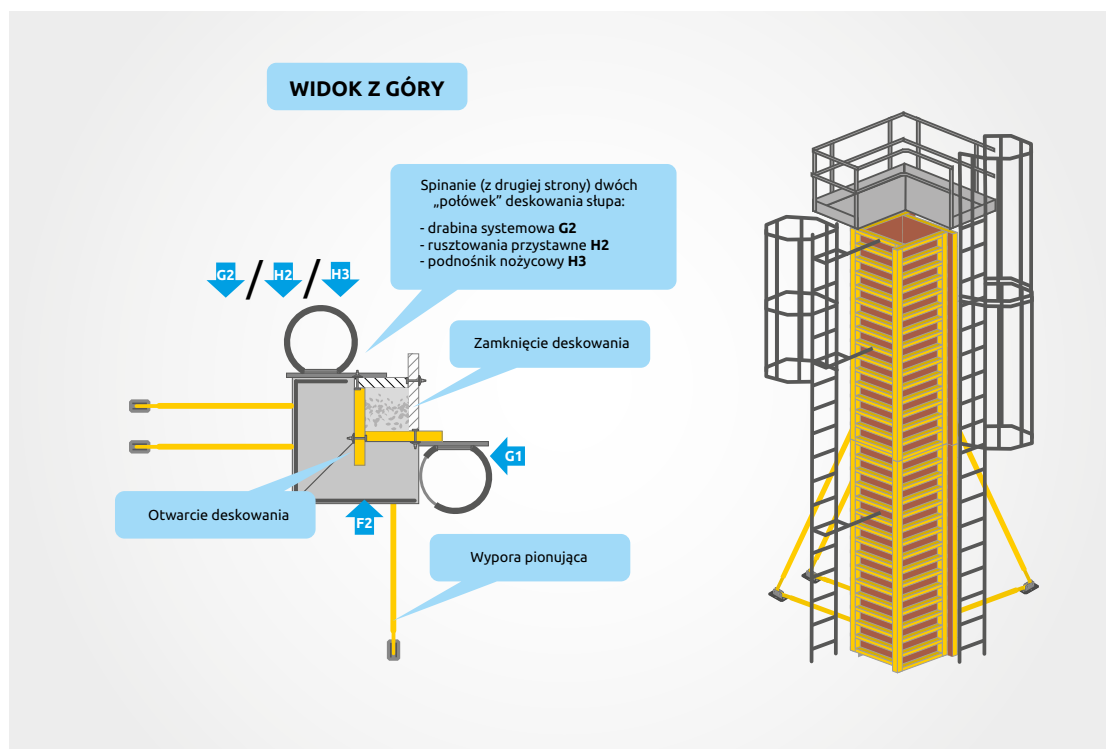 WIDOK Z GÓRY
Spinanie (z drugiej strony) dwóch
„połówek” deskowania słupa:
- drabina systemowa G2
- rusztowania przystawne H2
- podnośnik nożycowy H3
G2 / H2 / H3
Zamknięcie deskowania
G1
Otwarcie deskowania
F2
Wypora pionująca